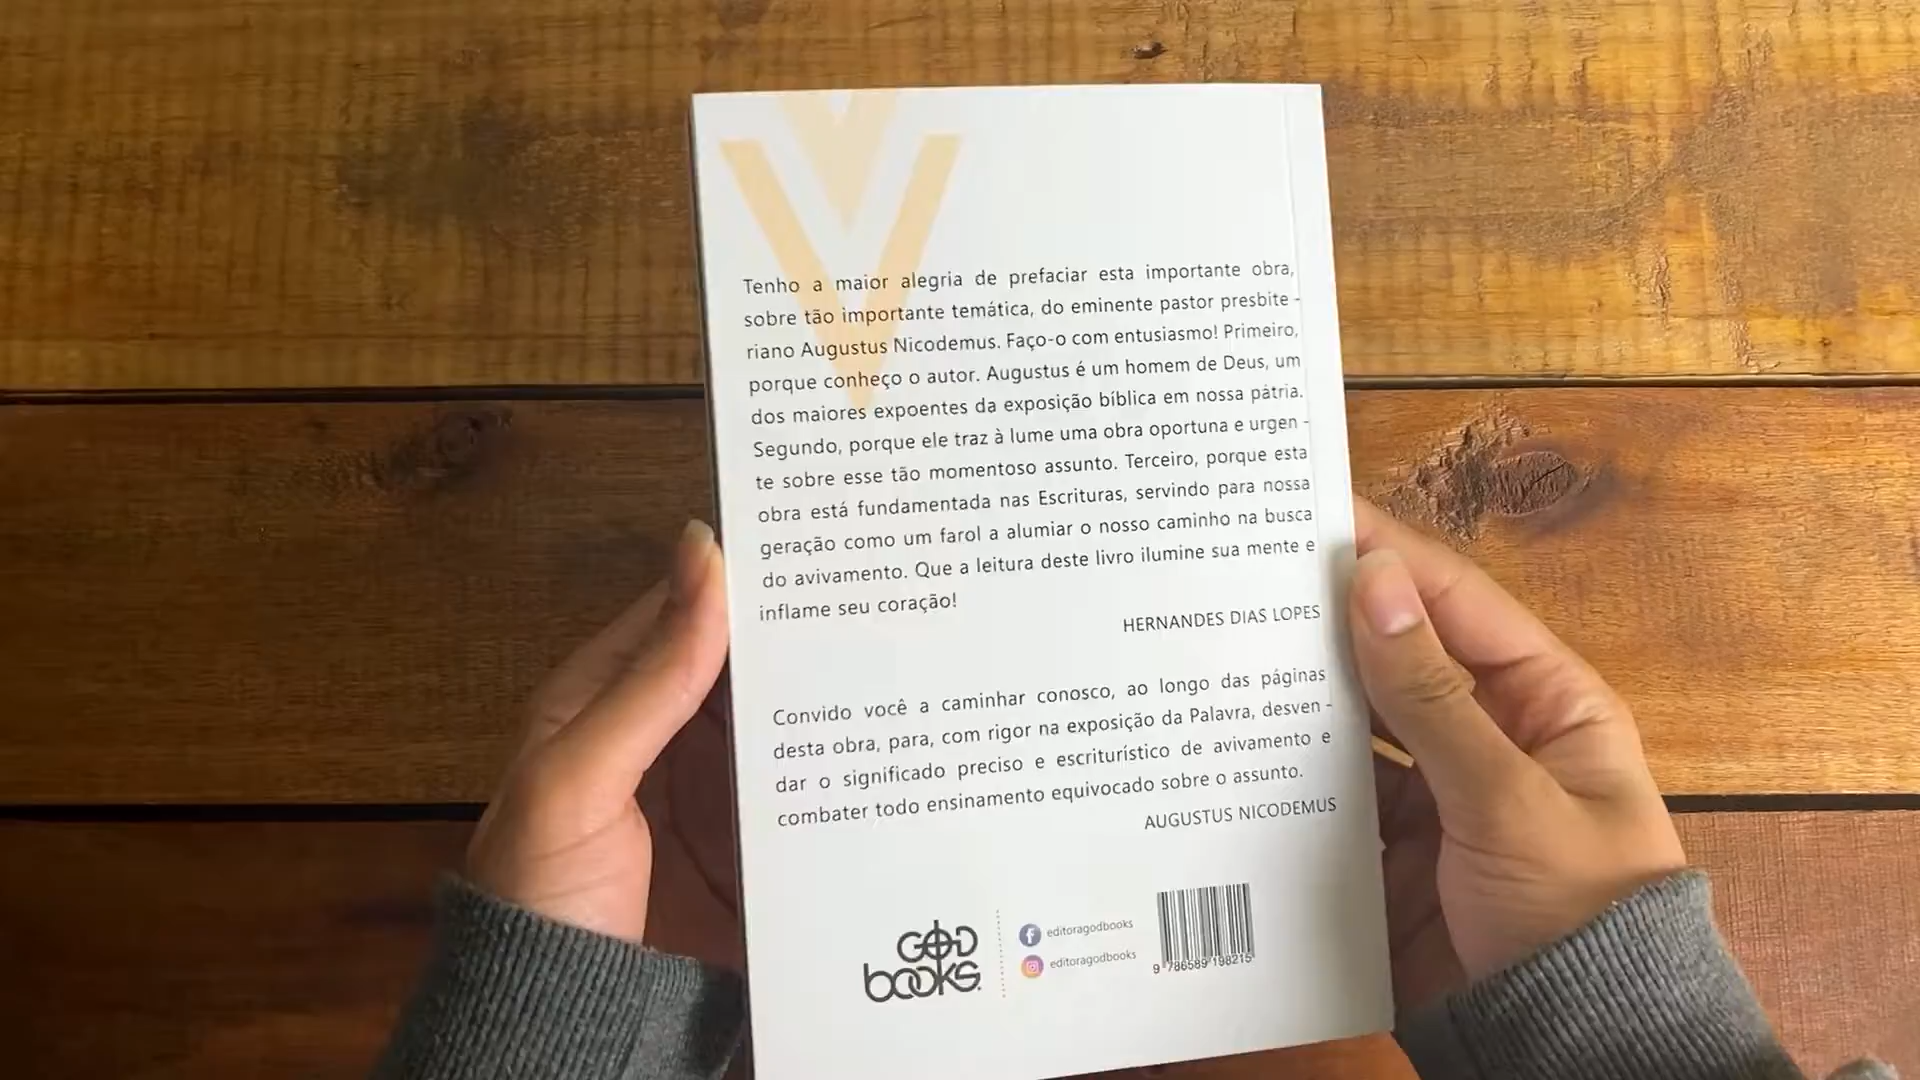 Tenho a maior alegria de prefaciar esta importante obra,
sobre tão importante temática, do eminente pastor presbite -
riano Augustus Nicodemus. Faço-o com entusiasmo! Primeiro,
porque conheço o autor. Augustus é um homem de Deus, um
dos maiores expoentes da exposição bíblica em nossa pátria.
Segundo, porque ele traz à lume uma obra oportuna e urgen -
te sobre esse tão momentoso assunto. Terceiro, porque esta
obra está fundamentada nas Escrituras, servindo para nossa
geração como um farol a alumiar o nosso caminho na busca
do avivamento. Que a leitura deste livro ilumine sua mente e
inflame seu coração!
HERNANDES DIAS LOPES
Convido você a caminhar conosco, ao longo das páginas
desta obra, para, com rigor na exposição da Palavra, desven -
dar o significado preciso e escriturístico de avivamento e
combater todo ensinamento equivocado sobre o assunto.
AUGUSTUS NICODEMUS
GOD
books.
editoragodbooks
editoragodbooks
9 786589 198215